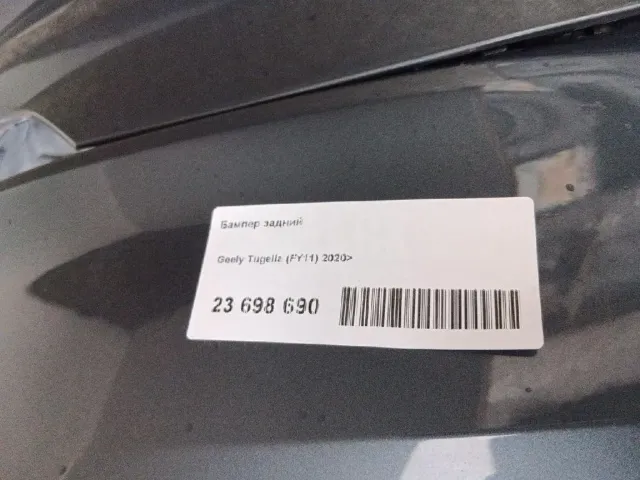 Бампер задний
Geely Tugella (FY11) 2020>
23 698 690